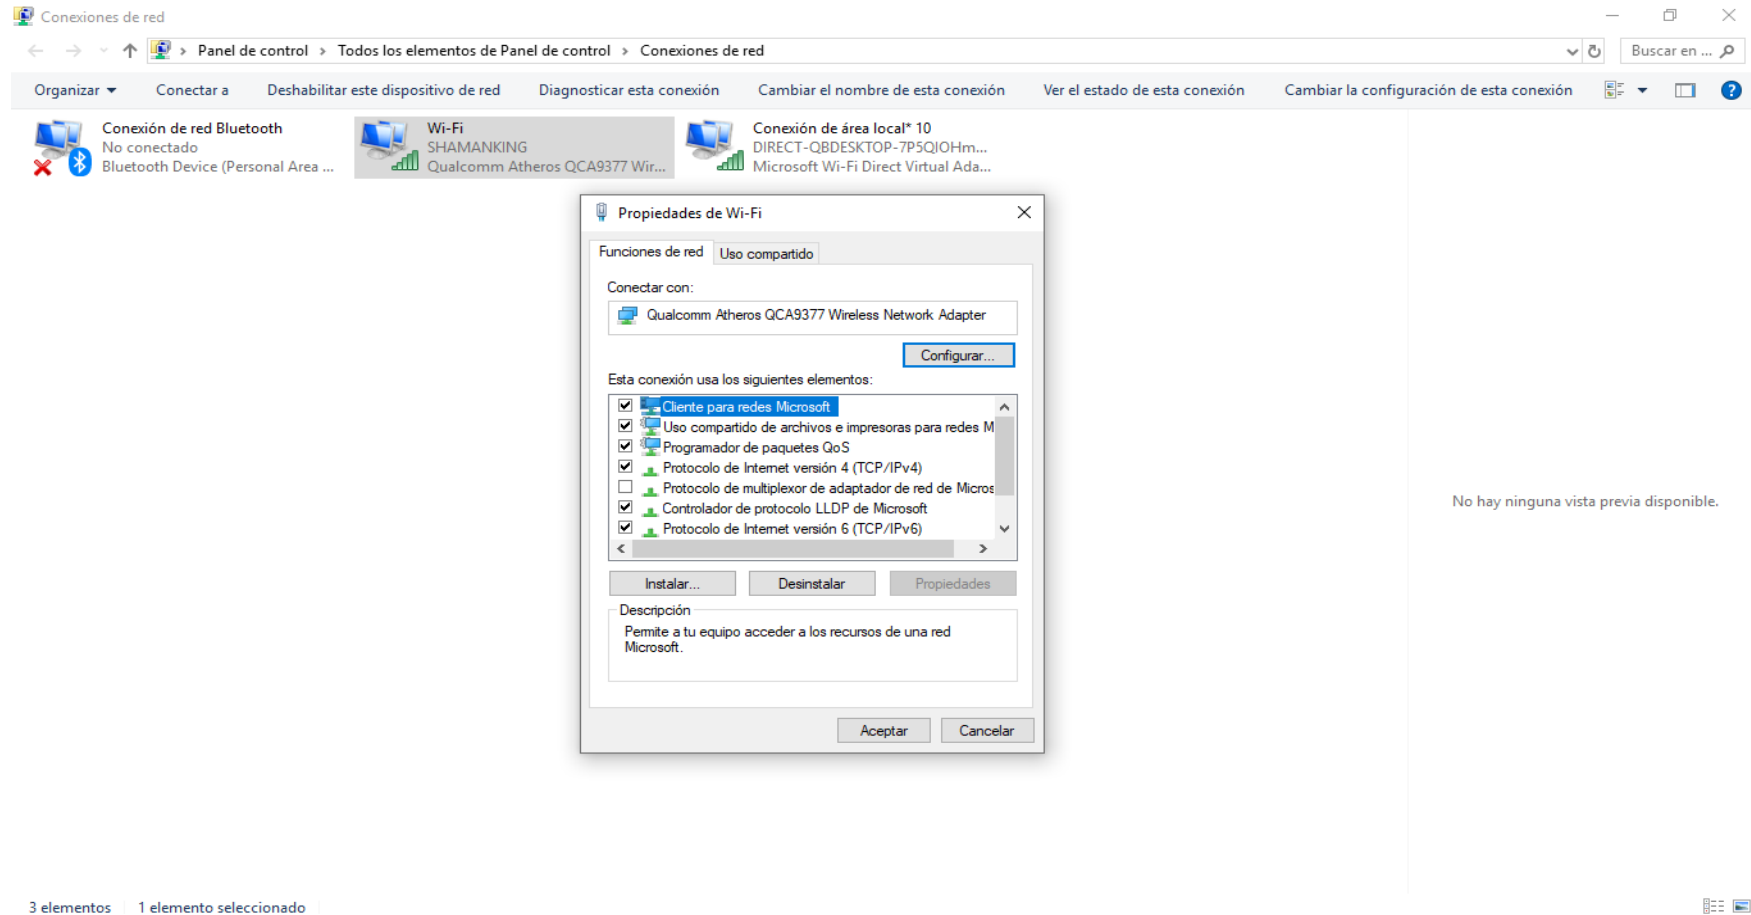 Conexiones de red
Panel de control > Todos los elementos de Panel de control > Conexiones de red
Buscar en ...
Organizar
Conectar a
Deshabilitar este dispositivo de red
Diagnosticar esta conexión
Cambiar el nombre de esta conexión
Ver el estado de esta conexión
Cambiar la configuración de esta conexión
Conexión de red Bluetooth
No conectado
Bluetooth Device (Personal Area ...
Wi-Fi
SHAMANKING
Qualcomm Atheros QCA9377 Wir...
Conexión de área local* 10
DIRECT-QBDESKTOP-7P5QIOHm...
Microsoft Wi-Fi Direct Virtual Ada...
Propiedades de Wi-Fi
Funciones de red
Uso compartido
Conectar con:
Qualcomm Atheros QCA9377 Wireless Network Adapter
Configurar...
Esta conexión usa los siguientes elementos:
Cliente para redes Microsoft
Uso compartido de archivos e impresoras para redes M
Programador de paquetes QoS
Protocolo de Internet versión 4 (TCP/IPv4)
Protocolo de multiplexor de adaptador de red de Micros
Controlador de protocolo LLDP de Microsoft
Protocolo de Internet versión 6 (TCP/IPv6)
Instalar...
Desinstalar
Propiedades
Descripción
Permite a tu equipo acceder a los recursos de una red
Microsoft.
Aceptar
Cancelar
No hay ninguna vista previa disponible.
3 elementos
1 elemento seleccionado